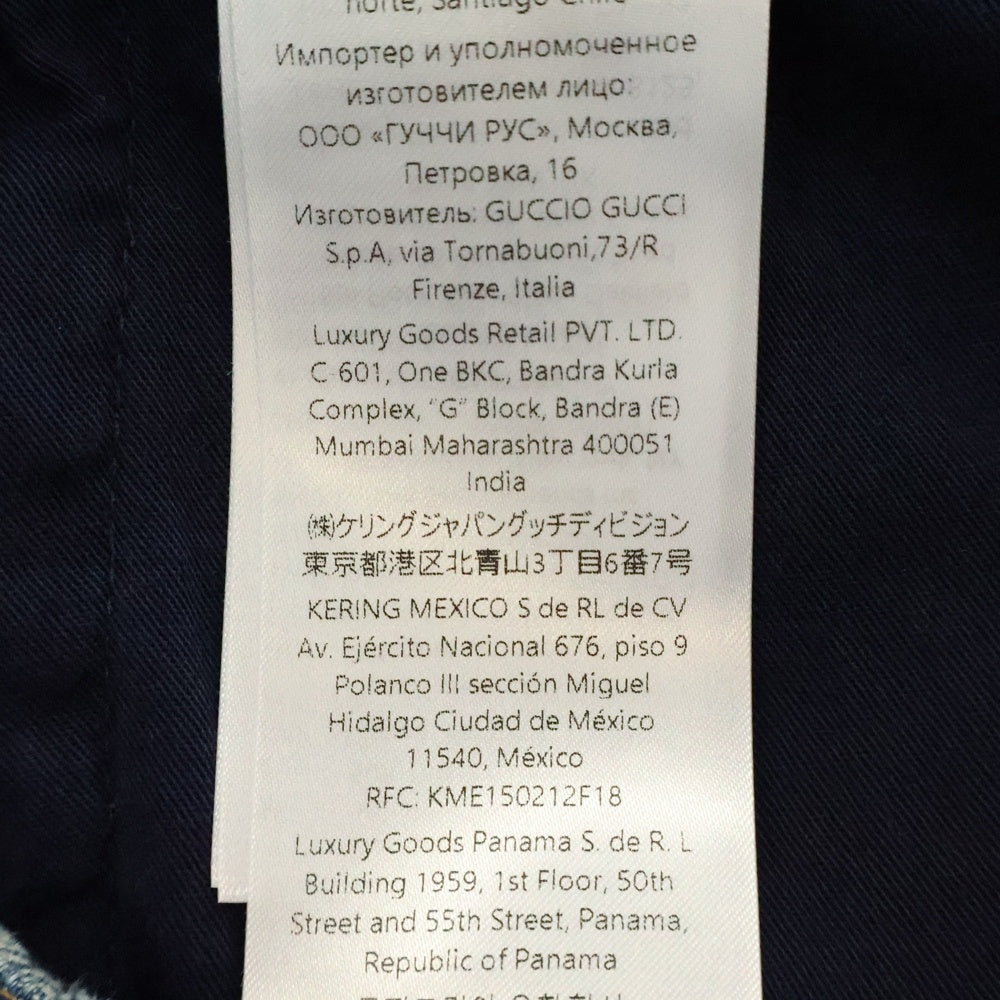 norte, Santiago Chile
Импортер и уполномоченное
изготовителем лицо:
ООО «ГУЧЧИ РУС», Москва,
Петровка, 16
Изготовитель: GUCCIO GUCCI
S.p.A, via Tornabuoni,73/R
Firenze, Italia
Luxury Goods Retail PVT. LTD.
C-601, One BKC, Bandra Kurla
Complex, “G” Block, Bandra (E)
Mumbai Maharashtra 400051
India
㈱ケリングジャパングッチディビジョン
東京都港区北青山3丁目6番7号
KERING MEXICO S de RL de CV
Av. Ejército Nacional 676, piso 9
Polanco III sección Miguel
Hidalgo Ciudad de México
11540, México
RFC: KME150212F18
Luxury Goods Panama S. de R. L
Building 1959, 1st Floor, 50th
Street and 55th Street, Panama,
Republic of Panama